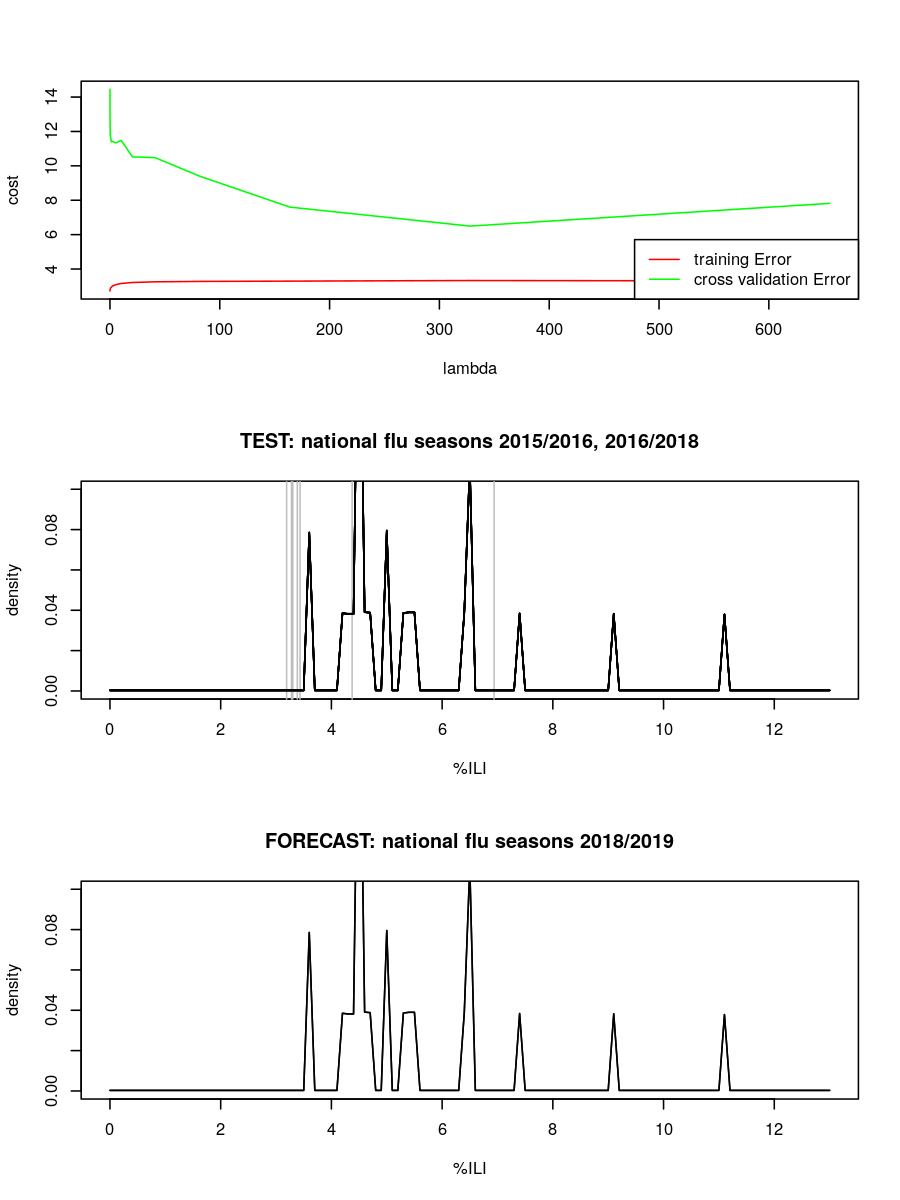 cost
14
12
10
8
6
4
training Error
cross validation Error
0 100 200 300 400 500 600
lambda
TEST: national flu seasons 2015/2016, 2016/2018
density
0.08
0.04
0.00
0 2 4 6 8 10 12
%ILI
FORECAST: national flu seasons 2018/2019
density
0.08
0.04
0.00
0 2 4 6 8 10 12
%ILI